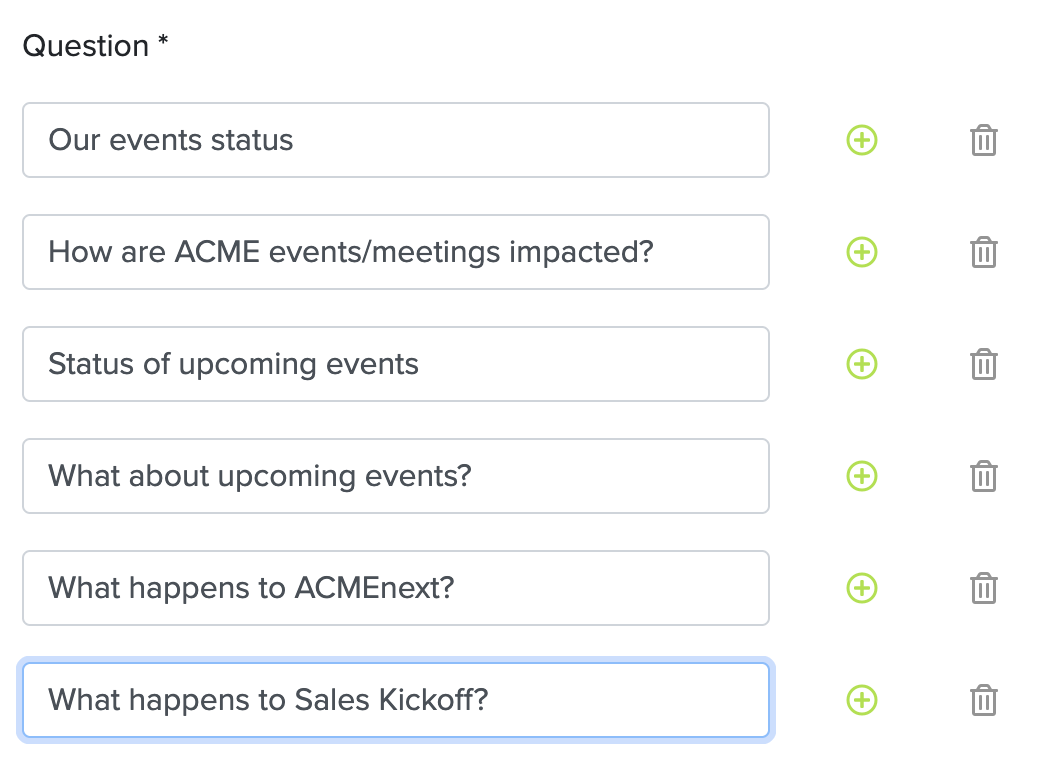 Question *
Our events status
How are ACME events/meetings impacted?
Status of upcoming events
What about upcoming events?
What happens to ACMEnext?
What happens to Sales Kickoff?